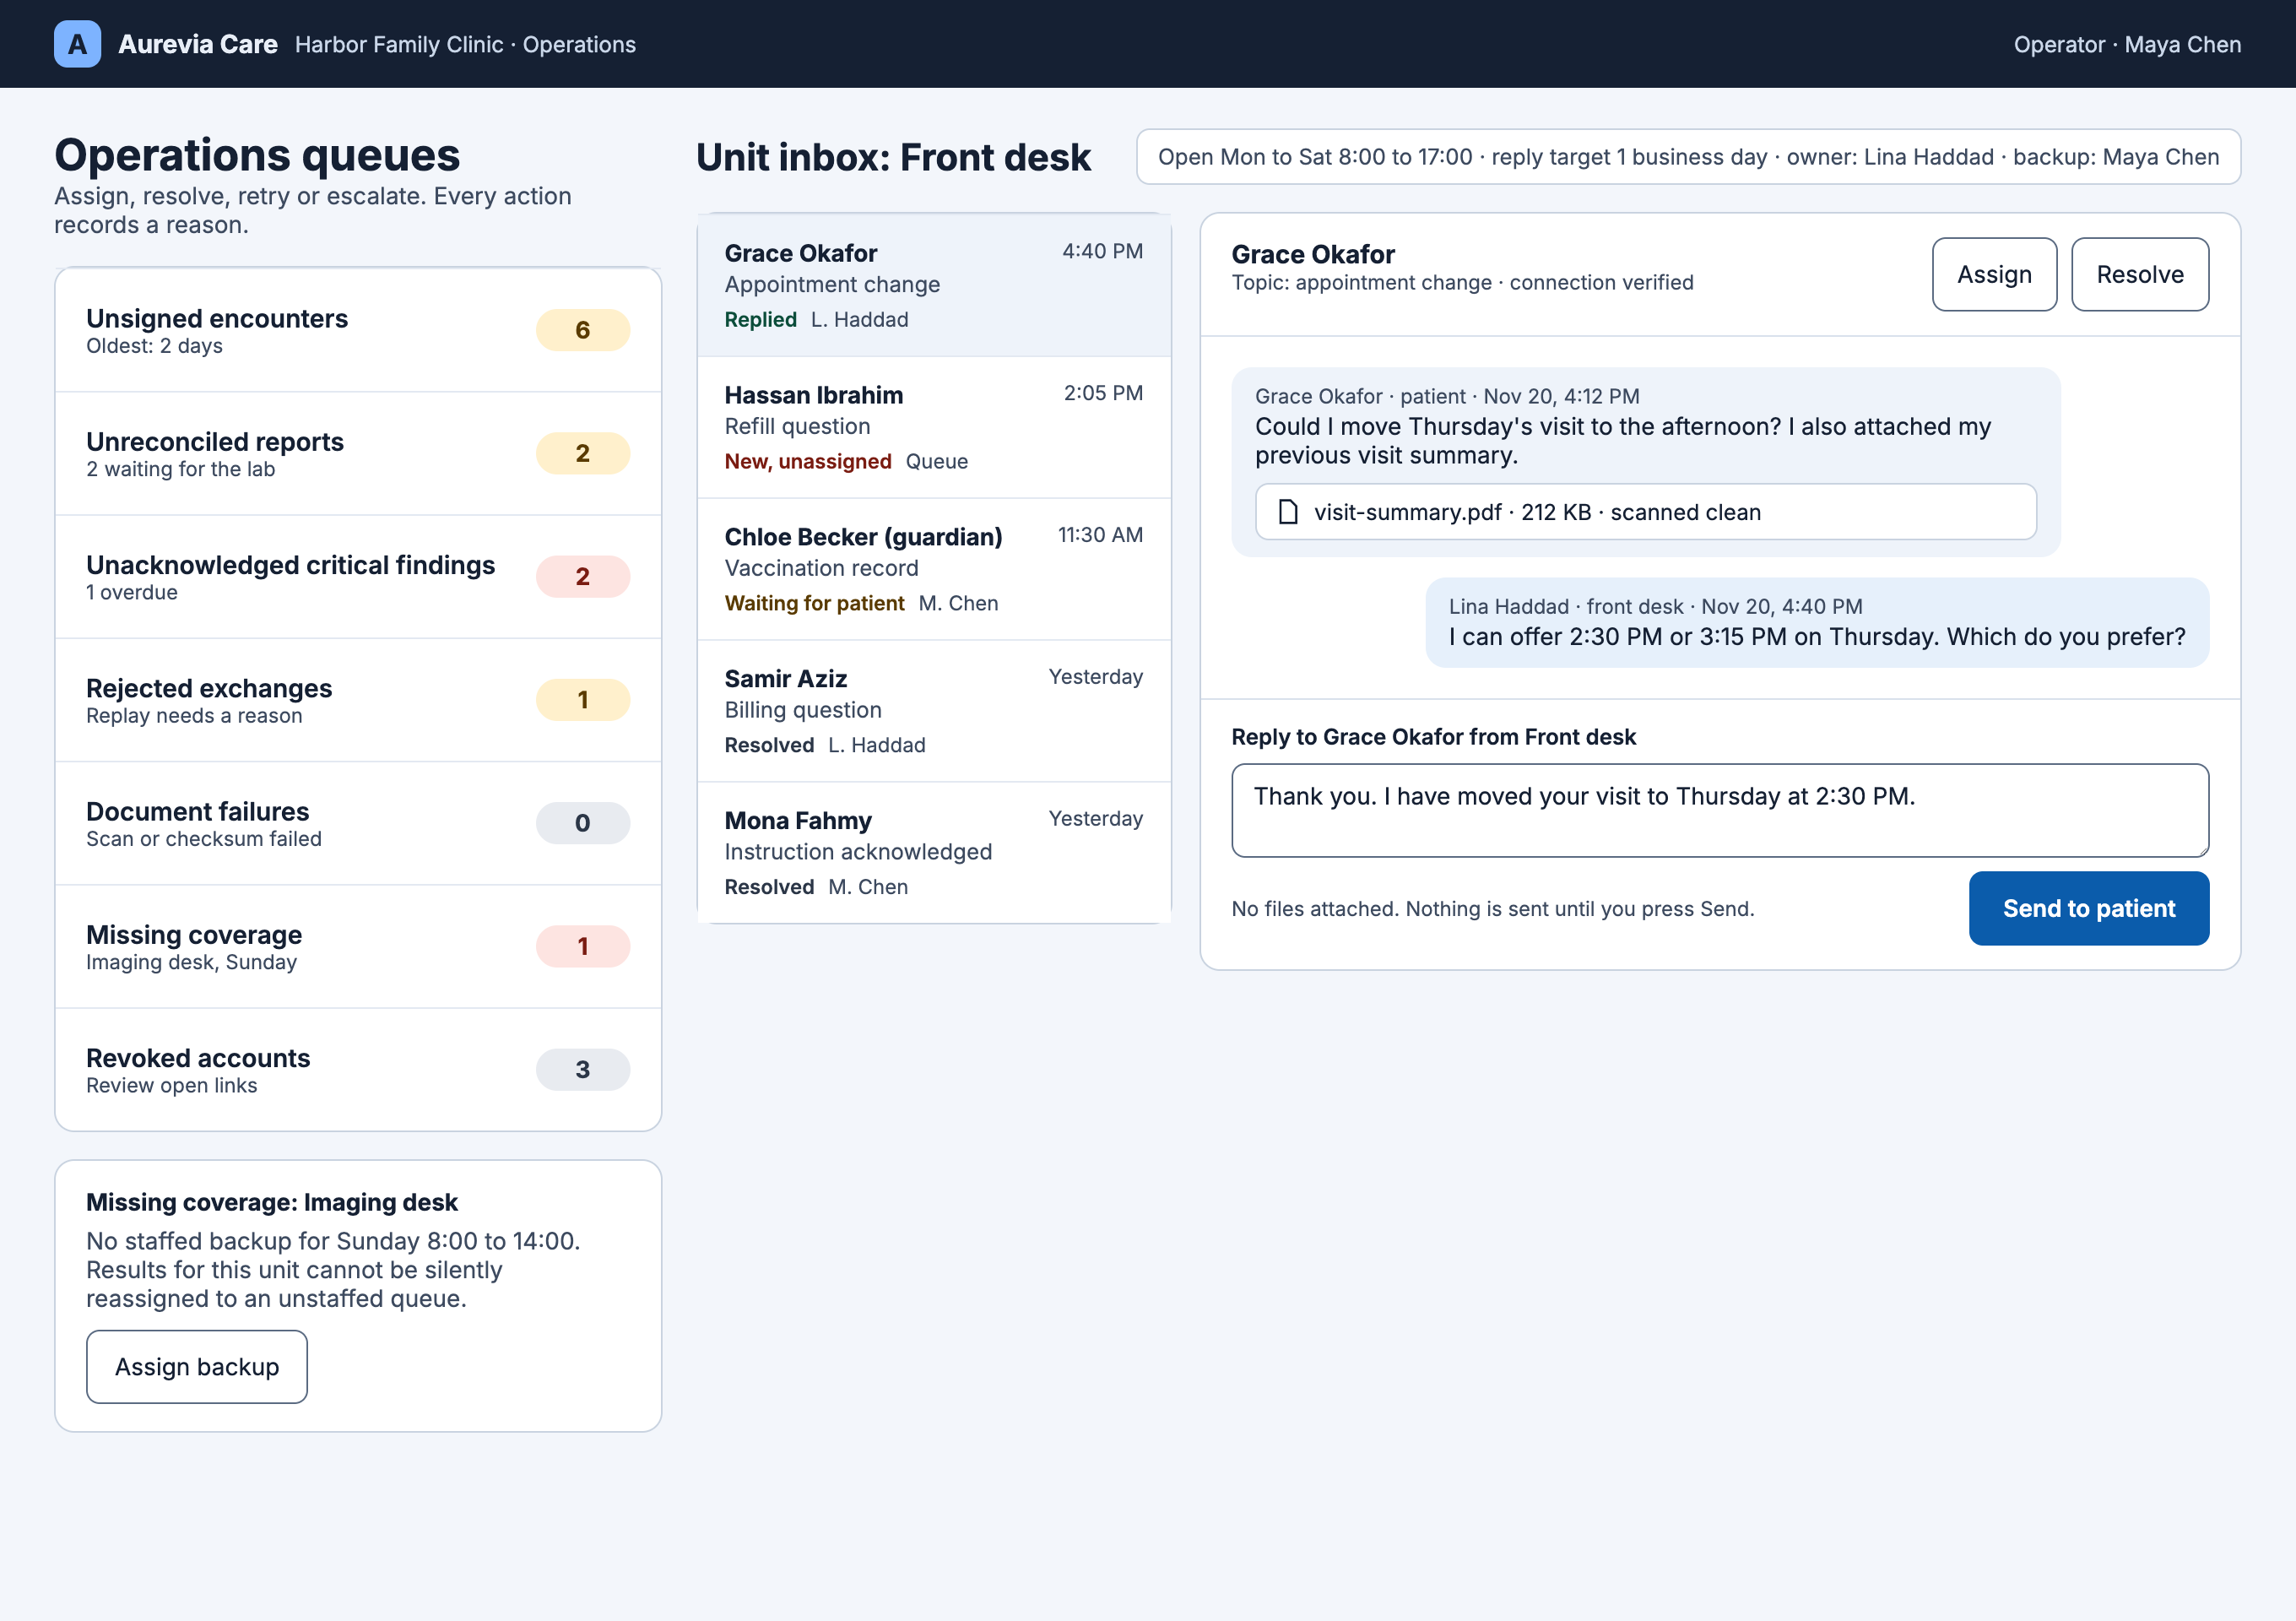 A Aurevia Care Harbor Family Clinic · Operations
Operator · Maya Chen
Operations queues
Assign, resolve, retry or escalate. Every action
records a reason.
Unsigned encounters
Oldest: 2 days
6
Unreconciled reports
2 waiting for the lab
2
Unacknowledged critical findings
1 overdue
2
Rejected exchanges
Replay needs a reason
1
Document failures
Scan or checksum failed
0
Missing coverage
Imaging desk, Sunday
1
Revoked accounts
Review open links
3
Missing coverage: Imaging desk
No staffed backup for Sunday 8:00 to 14:00.
Results for this unit cannot be silently
reassigned to an unstaffed queue.
Assign backup
Unit inbox: Front desk
Open Mon to Sat 8:00 to 17:00 · reply target 1 business day · owner: Lina Haddad · backup: Maya Chen
Grace Okafor 4:40 PM
Appointment change
Replied L. Haddad
Hassan Ibrahim 2:05 PM
Refill question
New, unassigned Queue
Chloe Becker (guardian) 11:30 AM
Vaccination record
Waiting for patient M. Chen
Samir Aziz Yesterday
Billing question
Resolved L. Haddad
Mona Fahmy Yesterday
Instruction acknowledged
Resolved M. Chen
Grace Okafor
Topic: appointment change · connection verified
Assign
Resolve
Grace Okafor · patient · Nov 20, 4:12 PM
Could I move Thursday's visit to the afternoon? I also attached my
previous visit summary.
visit-summary.pdf · 212 KB · scanned clean
Lina Haddad · front desk · Nov 20, 4:40 PM
I can offer 2:30 PM or 3:15 PM on Thursday. Which do you prefer?
Reply to Grace Okafor from Front desk
Thank you. I have moved your visit to Thursday at 2:30 PM.
No files attached. Nothing is sent until you press Send.
Send to patient